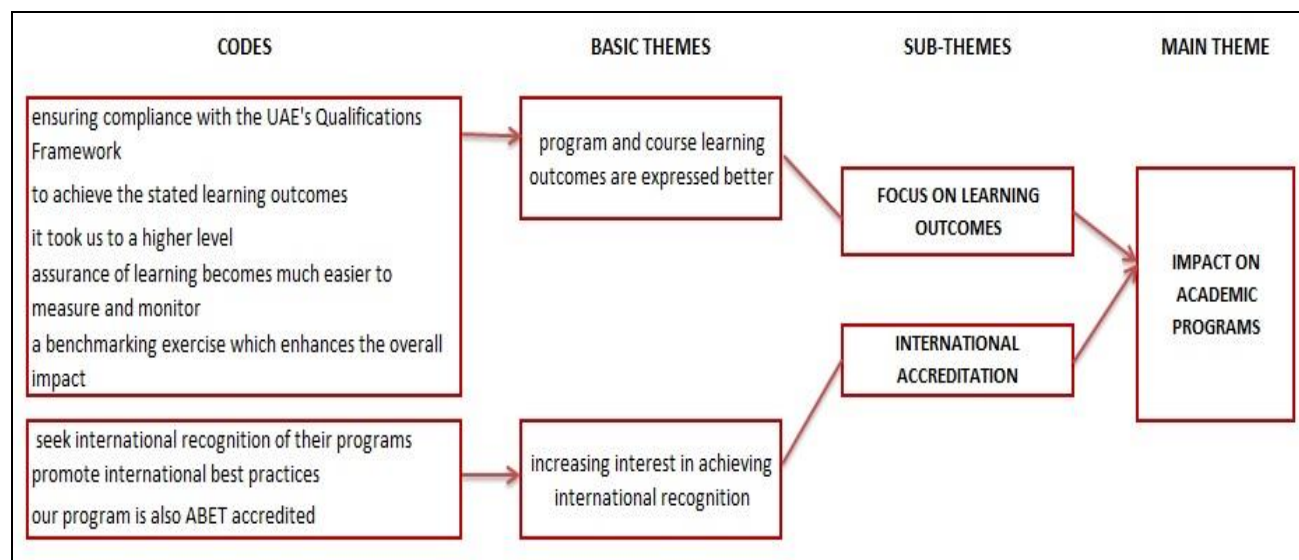 CODES
BASIC THEMES
SUB-THEMES
MAIN THEME
ensuring compliance with the UAE's Qualifications
Framework
to achieve the stated learning outcomes
it took us to a higher level
assurance of learning becomes much easier to
measure and monitor
a benchmarking exercise which enhances the overall
impact
program and course learning
outcomes are expressed better
FOCUS ON LEARNING
OUTCOMES
IMPACT ON
ACADEMIC
PROGRAMS
INTERNATIONAL
ACCREDITATION
seek international recognition of their programs
promote international best practices
our program is also ABET accredited
increasing interest in achieving
international recognition